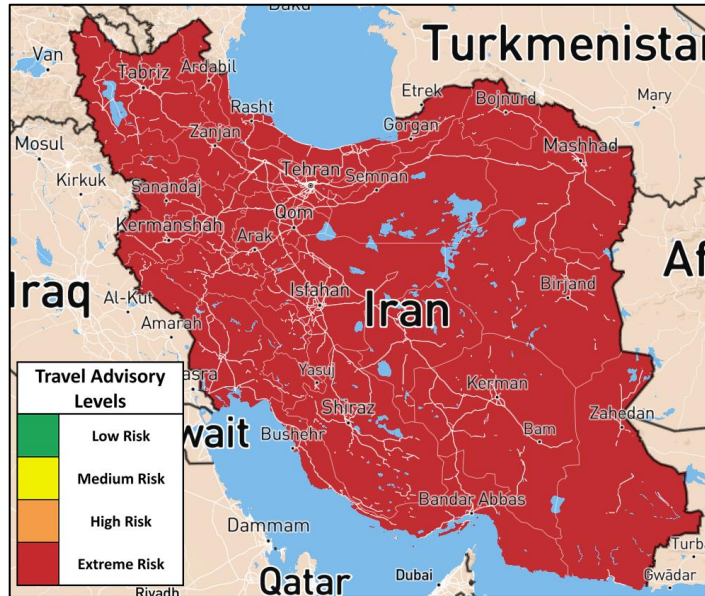 Baku
Turkmenistan
Van
Tabriz
Ardabil
Etrek
Bojnurd
Mary
Rasht
Gorgan
Mosul
Zanjan
Mashhad
Kirkuk
Tehran
Semnan
Sanandaj
Qom
Kermanshah
Arak
Af
Iraq
Al-Kut
Isfahan
Iran
Birjand
Amarah
Travel Advisory
Levels
Low Risk
Medium Risk
High Risk
Extreme Risk
asra
Yasuj
Kerman
Shiraz
Zahedan
wait
Bushehr
Bam
Bandar Abbas
Dammam
Turb
Qatar
Dubai
Gwādar
Riyadh